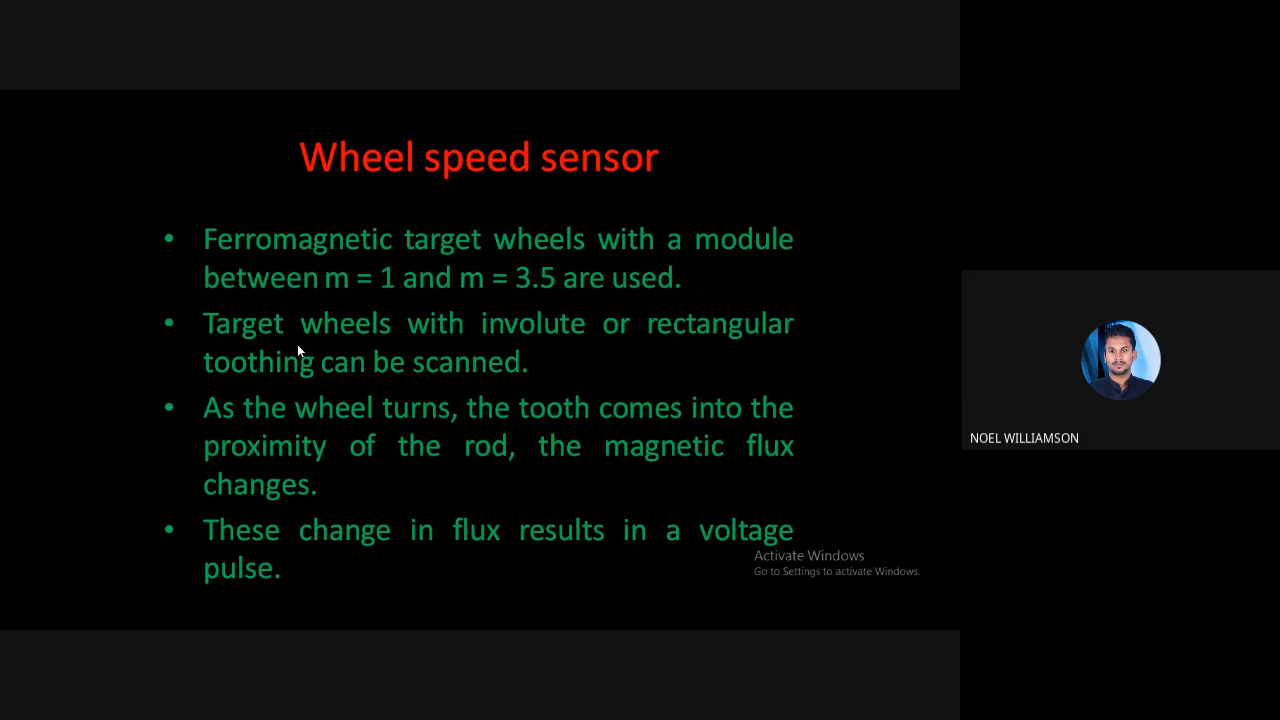 Wheel speed sensor
• Ferromagnetic target wheels with a module
between m = 1 and m = 3.5 are used.
• Target wheels with involute or rectangular
toothing can be scanned.
• As the wheel turns, the tooth comes into the
proximity of the rod, the magnetic flux
changes.
• These change in flux results in a voltage
pulse.
Activate Windows
Go to Settings to activate Windows.
NOEL WILLIAMSON